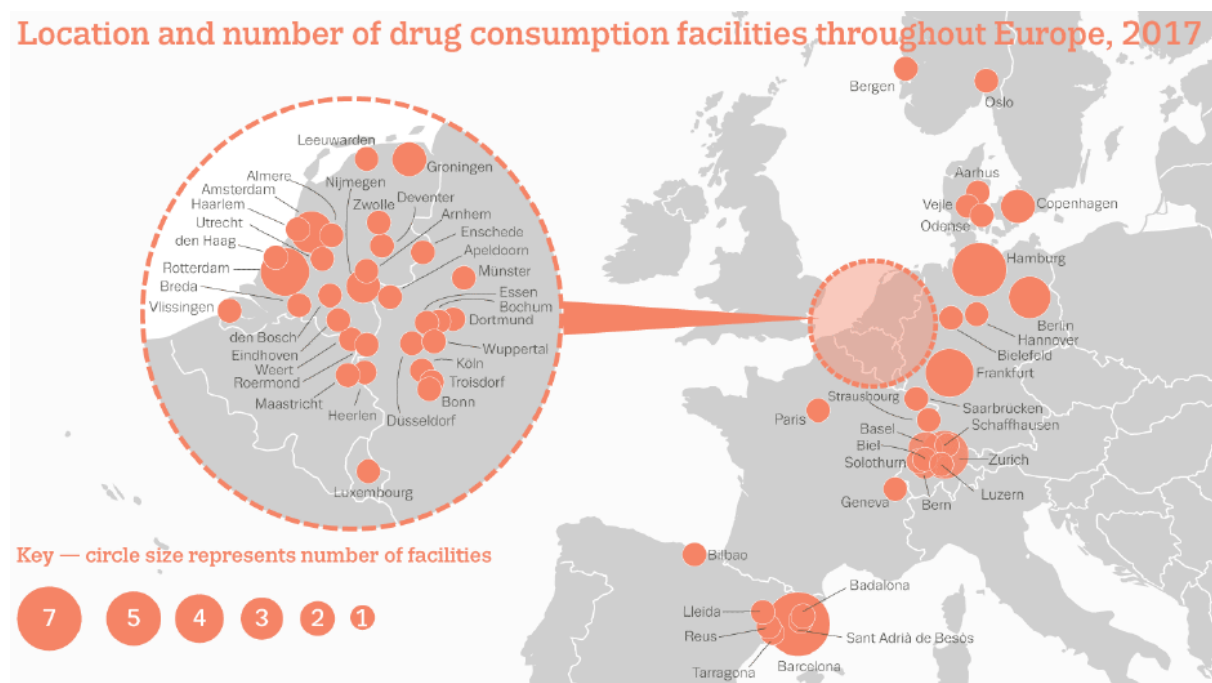 Location and number of drug consumption facilities throughout Europe, 2017
Bergen
Oslo
Leeuwarden
Groningen
Almere
Nijmegen
Amsterdam
Zwolle
Deventer
Haarlem
Arnhem
Utrecht
Enschede
den Haag
Apeldoorn
Rotterdam
Münster
Breda
Essen
Vlissingen
Bochum
Dortmund
den Bosch
Wuppertal
Eindhoven
Köln
Weert
Troisdorf
Roermond
Bonn
Maastricht
Heerlen
Düsseldorf
Luxembourg
Aarhus
Vejle
Copenhagen
Odense
Hamburg
Berlin
Hannover
Bielefeld
Frankfurt
Strausbourg
Saarbrücken
Paris
Schaffhausen
Basel
Biel
Solothurn
Zurich
Geneva
Bern
Luzern
Key — circle size represents number of facilities
7 5 4 3 2 1
Bilbao
Badalona
Lleida
Reus
Sant Adrià de Besòs
Tarragona
Barcelona